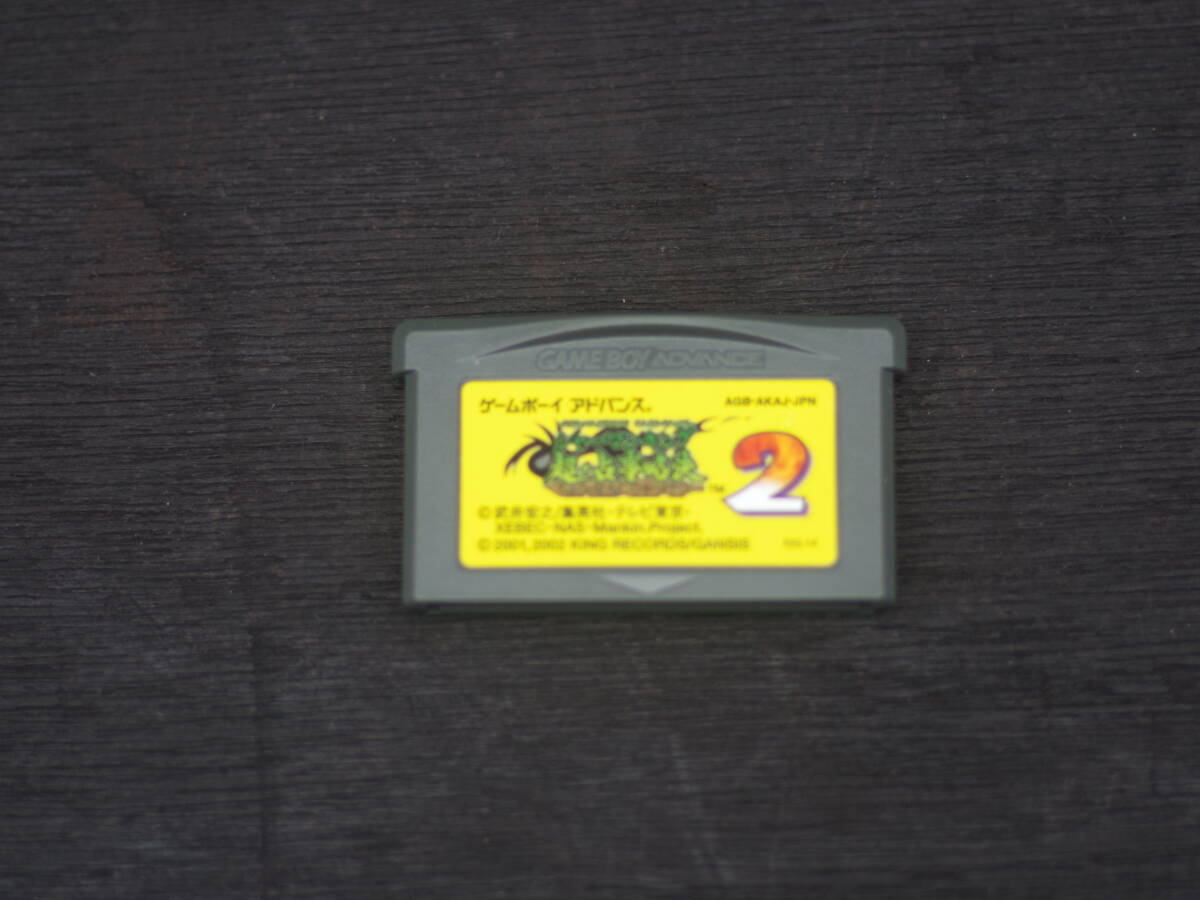 GAME BOY ADVANCE
ゲームボーイ アドバンス®
AGB-AKAJ-JPN
2
©武井宏之/集英社・テレビ東京・
XEBEC・NAS・Mankin.Project.
©2001,2002 KING RECORDS/GAMSIS